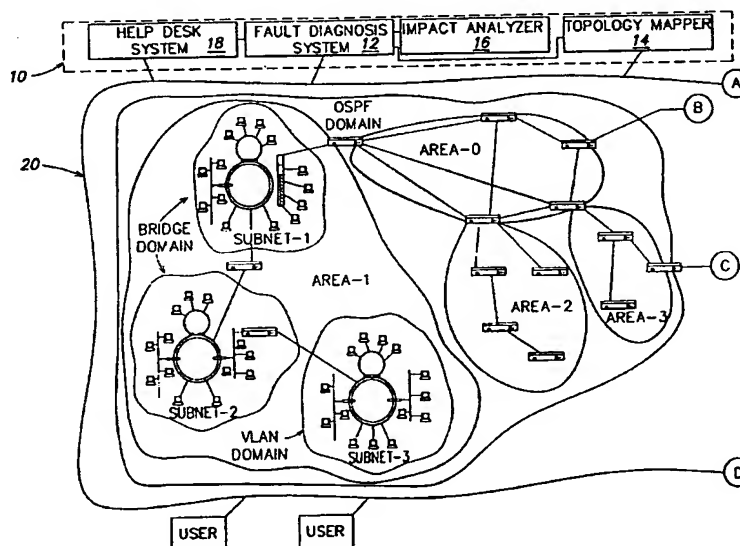 HELP DESK
SYSTEM 18
FAULT DIAGNOSIS
SYSTEM 12
IMPACT ANALYZER
16
TOPOLOGY MAPPER
14
10
A
OSPF
DOMAIN
B
AREA-0
20
SUBNET-1
BRIDGE
DOMAIN
AREA-1
C
AREA-2
AREA-3
SUBNET-2
VLAN
DOMAIN
SUBNET-3
D
USER
USER